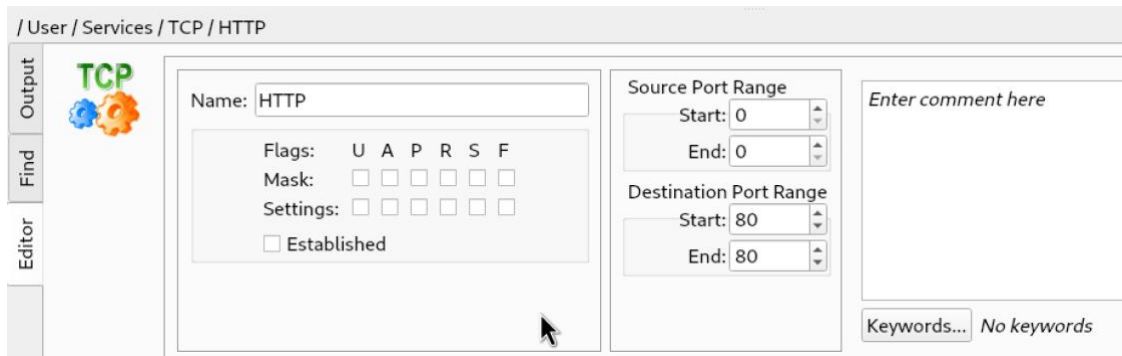 / User / Services / TCP / HTTP
Output
Find
Editor
TCP
Name: HTTP
Flags: U A P R S F
Mask:
Settings:
Established
Source Port Range
Start: 0
End: 0
Destination Port Range
Start: 80
End: 80
Enter comment here
Keywords... No keywords